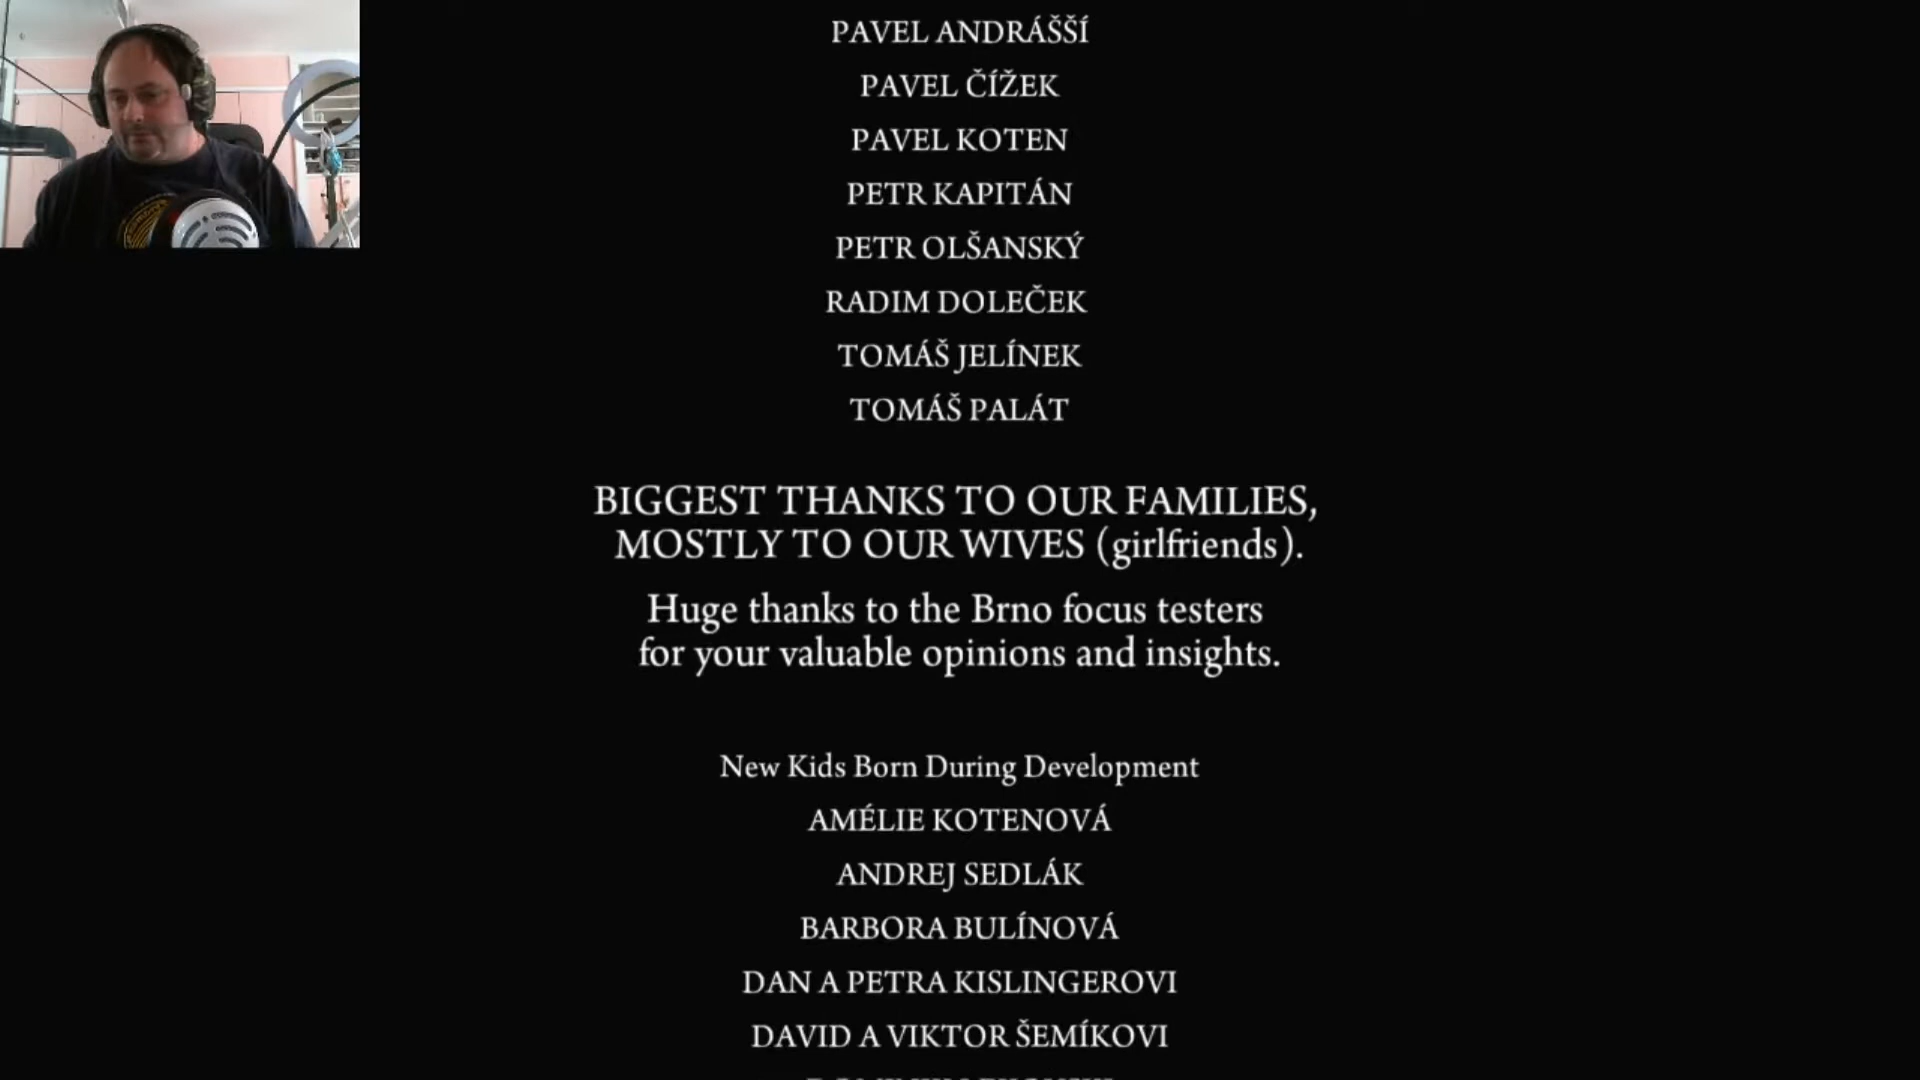 PAVEL ANDRÁŠŠÍ
PAVEL ČÍŽEK
PAVEL KOTEN
PETR KAPITÁN
PETR OLŠANSKÝ
RADIM DOLEČEK
TOMÁŠ JELÍNEK
TOMÁŠ PALÁT
BIGGEST THANKS TO OUR FAMILIES,
MOSTLY TO OUR WIVES (girlfriends).
Huge thanks to the Brno focus testers
for your valuable opinions and insights.
New Kids Born During Development
AMÉLIE KOTENOVÁ
ANDREJ SEDLÁK
BARBORA BULÍNOVÁ
DAN A PETRA KISLINGEROVI
DAVID A VIKTOR ŠEMÍKOVI